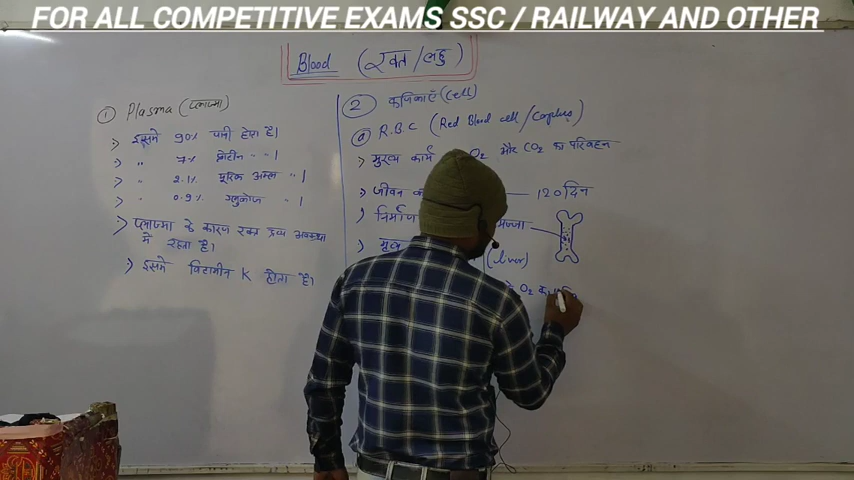 FOR ALL COMPETITIVE EXAMS SSC / RAILWAY AND OTHER
Blood (रक्त/लहु)
① Plasma (प्लाज्मा)
> इसमे 90% पानी होता है।
> ,, 7% प्रोटीन ,, ,, ।
> ,, 2.1% यूरिक अम्ल ,, ।
> ,, 0.9% ग्लुकोज ,, ।
> प्लाज्मा के कारण रक्त द्रव अवस्था
में रहता है।
> इसमे विटामीन K होता है।
② कणिकाएँ (Cell)
ⓐ R.B.C (Red Blood cell /
> मुख्य कार्य O₂ और CO₂ का परिवहन
> जीवन — 120 दिन
> निर्माण मज्जा
(liver)
O₂